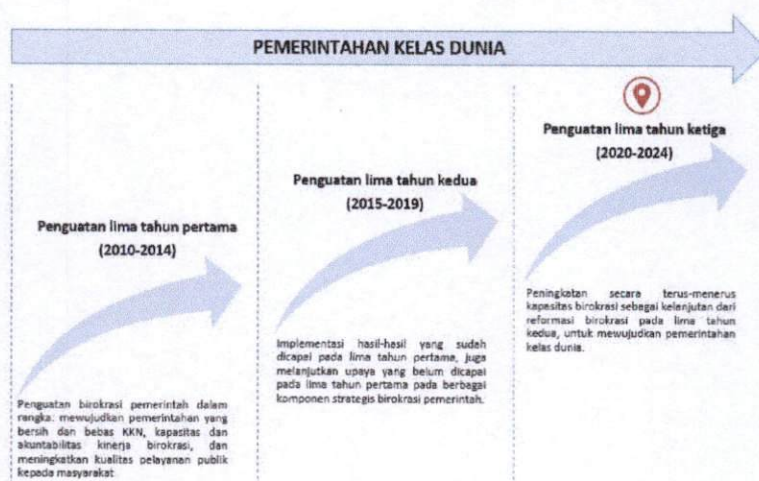 PEMERINTAHAN KELAS DUNIA
Penguatan lima tahun pertama
(2010-2014)
Penguatan birokrasi pemerintah dalam
rangka: mewujudkan pemerintahan yang
bersih dan bebas KKN, kapasitas dan
akuntabilitas kinerja birokrasi, dan
meningkatkan kualitas pelayanan publik
kepada masyarakat
Penguatan lima tahun kedua
(2015-2019)
Implementasi hasil-hasil yang sudah
dicapai pada lima tahun pertama, juga
melanjutkan upaya yang belum dicapai
pada lima tahun pertama pada berbagai
komponen strategis birokrasi pemerintah.
Penguatan lima tahun ketiga
(2020-2024)
Peningkatan secara terus-menerus
kapasitas birokrasi sebagai kelanjutan dari
reformasi birokrasi pada lima tahun
kedua, untuk mewujudkan pemerintahan
kelas dunia.